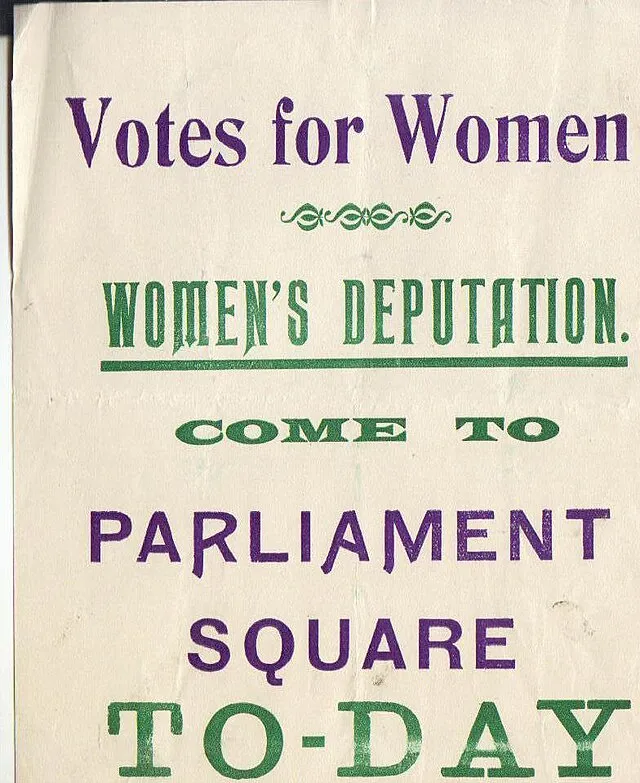 Votes for Women
WOMEN'S DEPUTATION.
COME TO
PARLIAMENT
SQUARE
TO-DAY